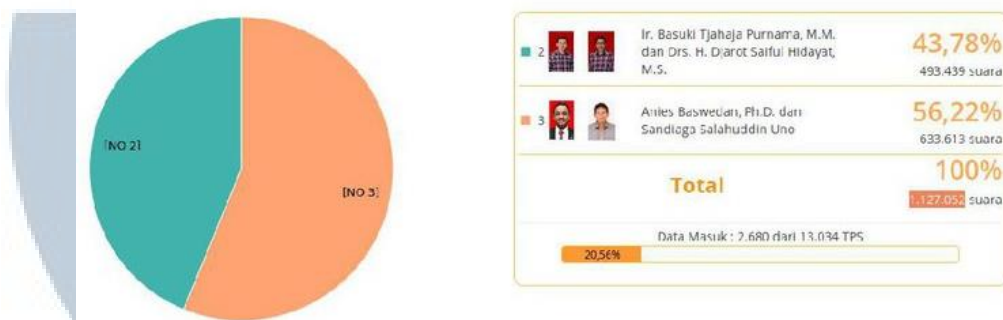 [NO 2]
[NO 3]
2
Ir. Basuki Tjahaja Purnama, M.M.
dan Drs. H. Djarot Saiful Hidayat,
M.S.
43,78%
493.439 suara
3
Anies Baswedan, Ph.D. dan
Sandiaga Salahuddin Uno
56,22%
633.613 suara
Total
100%
1.127.052 suara
Data Masuk : 2.680 dari 13.034 TPS
20,56%